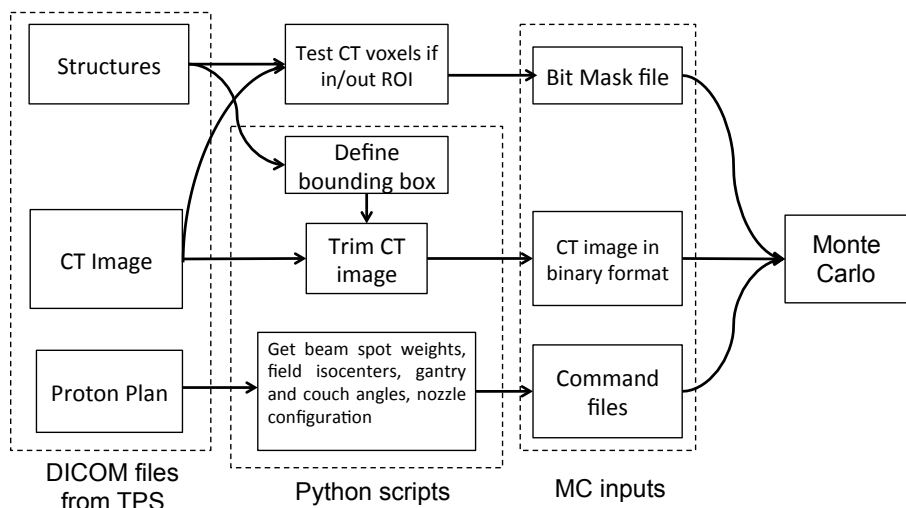 Structures
Test CT voxels if
in/out ROI
Bit Mask file
Define
bounding box
CT Image
Trim CT
image
CT image in
binary format
Monte
Carlo
Proton Plan
Get beam spot weights,
field isocenters, gantry
and couch angles, nozzle
configuration
Command
files
DICOM files
from TPS
Python scripts
MC inputs